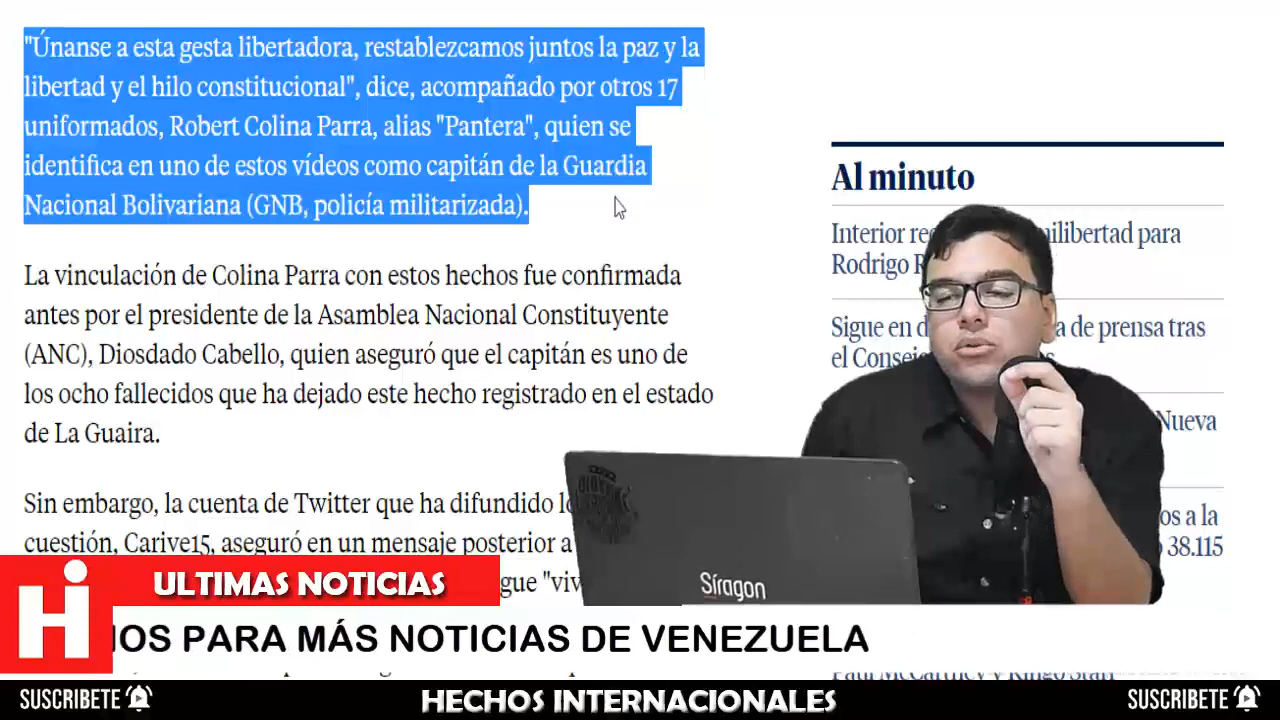 "Únanse a esta gesta libertadora, restablezcamos juntos la paz y la
libertad y el hilo constitucional", dice, acompañado por otros 17
uniformados, Robert Colina Parra, alias "Pantera", quien se
identifica en uno de estos vídeos como capitán de la Guardia
Nacional Bolivariana (GNB, policía militarizada).
La vinculación de Colina Parra con estos hechos fue confirmada
antes por el presidente de la Asamblea Nacional Constituyente
(ANC), Diosdado Cabello, quien aseguró que el capitán es uno de
los ocho fallecidos que ha dejado este hecho registrado en el estado
de La Guaira.
Sin embargo, la cuenta de Twitter que ha difundido
cuestión, Carive15, aseguró en un mensaje posterior a
Al minuto
Interior para
Rodrigo
Sigue en de prensa tras
el
Nueva
a la
38.115
Síragon
Hi
ULTIMAS NOTICIAS
PARA MÁS NOTICIAS DE VENEZUELA
Paul McCartney y Ringo Starr
SUSCRIBETE
HECHOS INTERNACIONALES
SUSCRIBETE